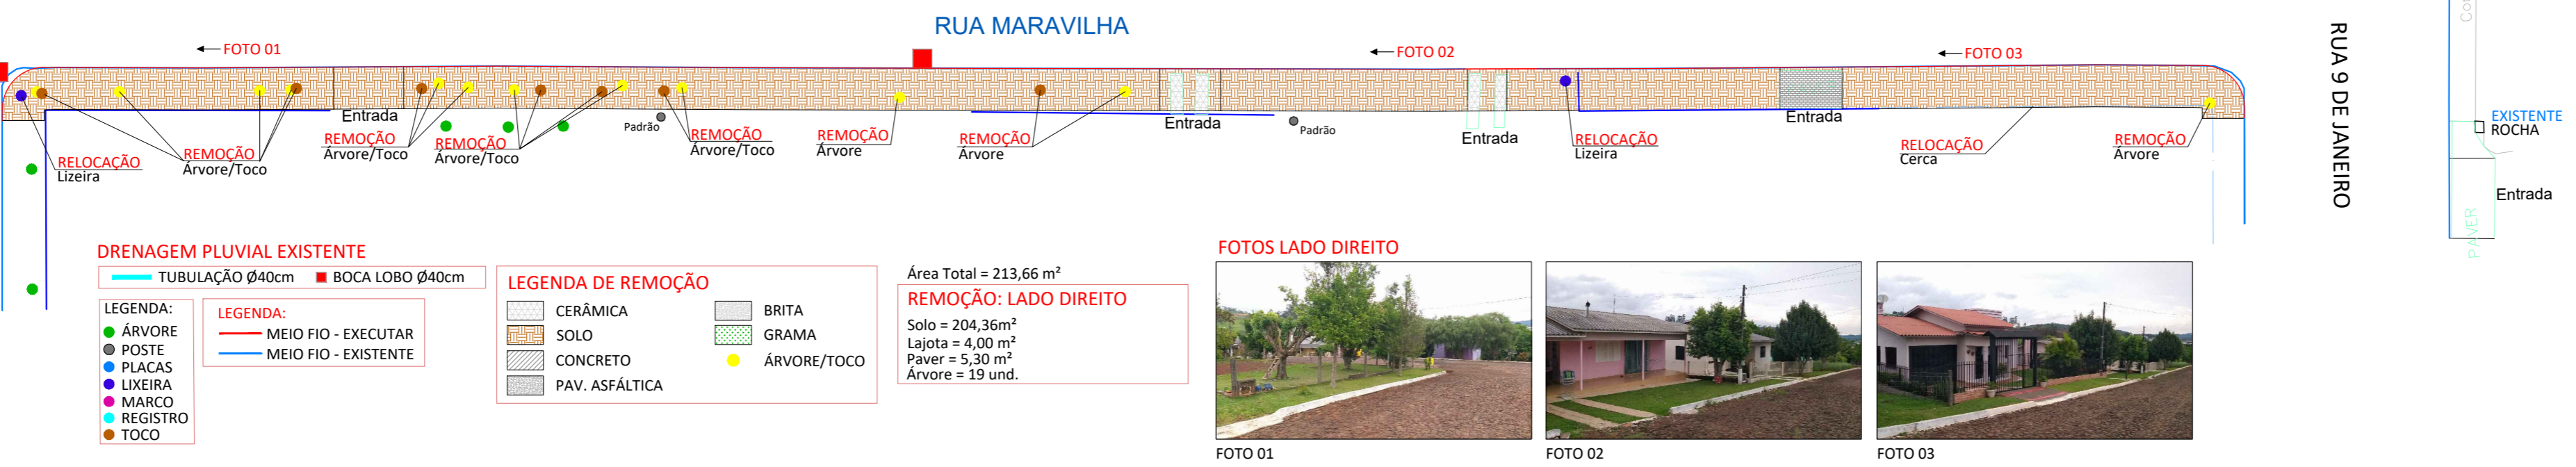 RUA MARAVILHA
FOTO 01
FOTO 02
FOTO 03
RUA 9 DE JANEIRO
EXISTENTE
ROCHA
Entrada
PAVER
Entrada
Padrão
Entrada
Padrão
Entrada
Entrada
RELOCAÇÃO
Lizeira
REMOÇÃO
Árvore/Toco
REMOÇÃO
Árvore/Toco
REMOÇÃO
Árvore/Toco
REMOÇÃO
Árvore/Toco
REMOÇÃO
Árvore
REMOÇÃO
Árvore
RELOCAÇÃO
Lizeira
RELOCAÇÃO
Cerca
REMOÇÃO
Árvore
DRENAGEM PLUVIAL EXISTENTE
TUBULAÇÃO Ø40cm
BOCA LOBO Ø40cm
LEGENDA:
ÁRVORE
POSTE
PLACAS
LIXEIRA
MARCO
REGISTRO
TOCO
LEGENDA:
MEIO FIO - EXECUTAR
MEIO FIO - EXISTENTE
LEGENDA DE REMOÇÃO
CERÂMICA
SOLO
CONCRETO
PAV. ASFÁLTICA
BRITA
GRAMA
ÁRVORE/TOCO
Área Total = 213,66 m²
REMOÇÃO: LADO DIREITO
Solo = 204,36m²
Lajota = 4,00 m²
Paver = 5,30 m²
Árvore = 19 und.
FOTOS LADO DIREITO
FOTO 01
FOTO 02
FOTO 03